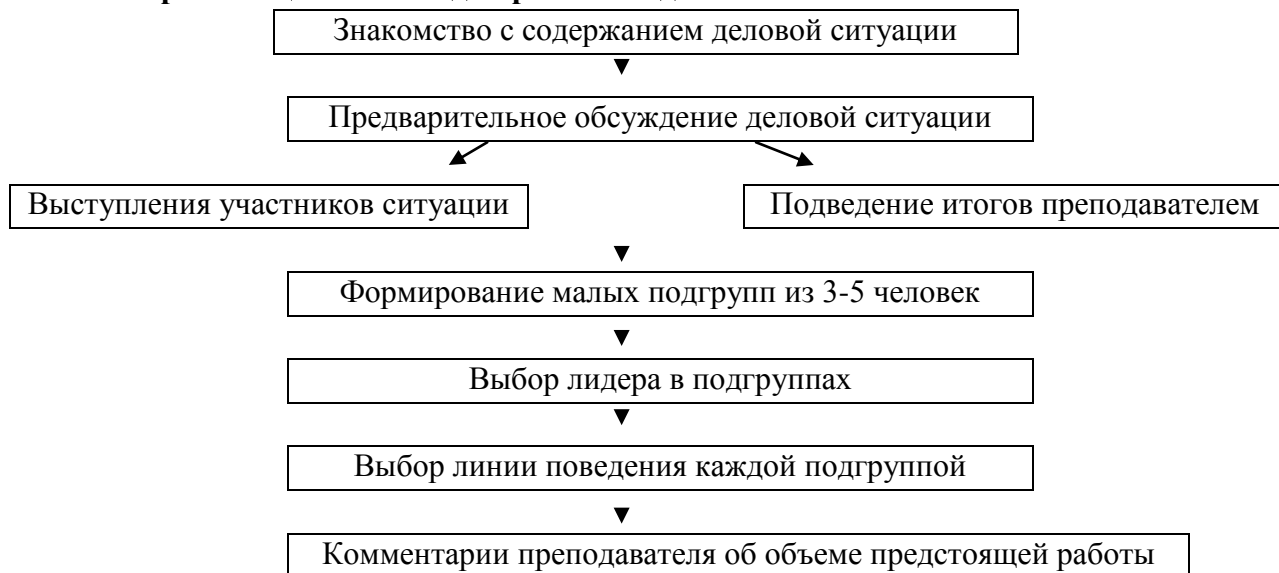 Знакомство с содержанием деловой ситуации
Предварительное обсуждение деловой ситуации
Выступления участников ситуации
Подведение итогов преподавателем
Формирование малых подгрупп из 3-5 человек
Выбор лидера в подгруппах
Выбор линии поведения каждой подгруппой
Комментарии преподавателя об объеме предстоящей работы